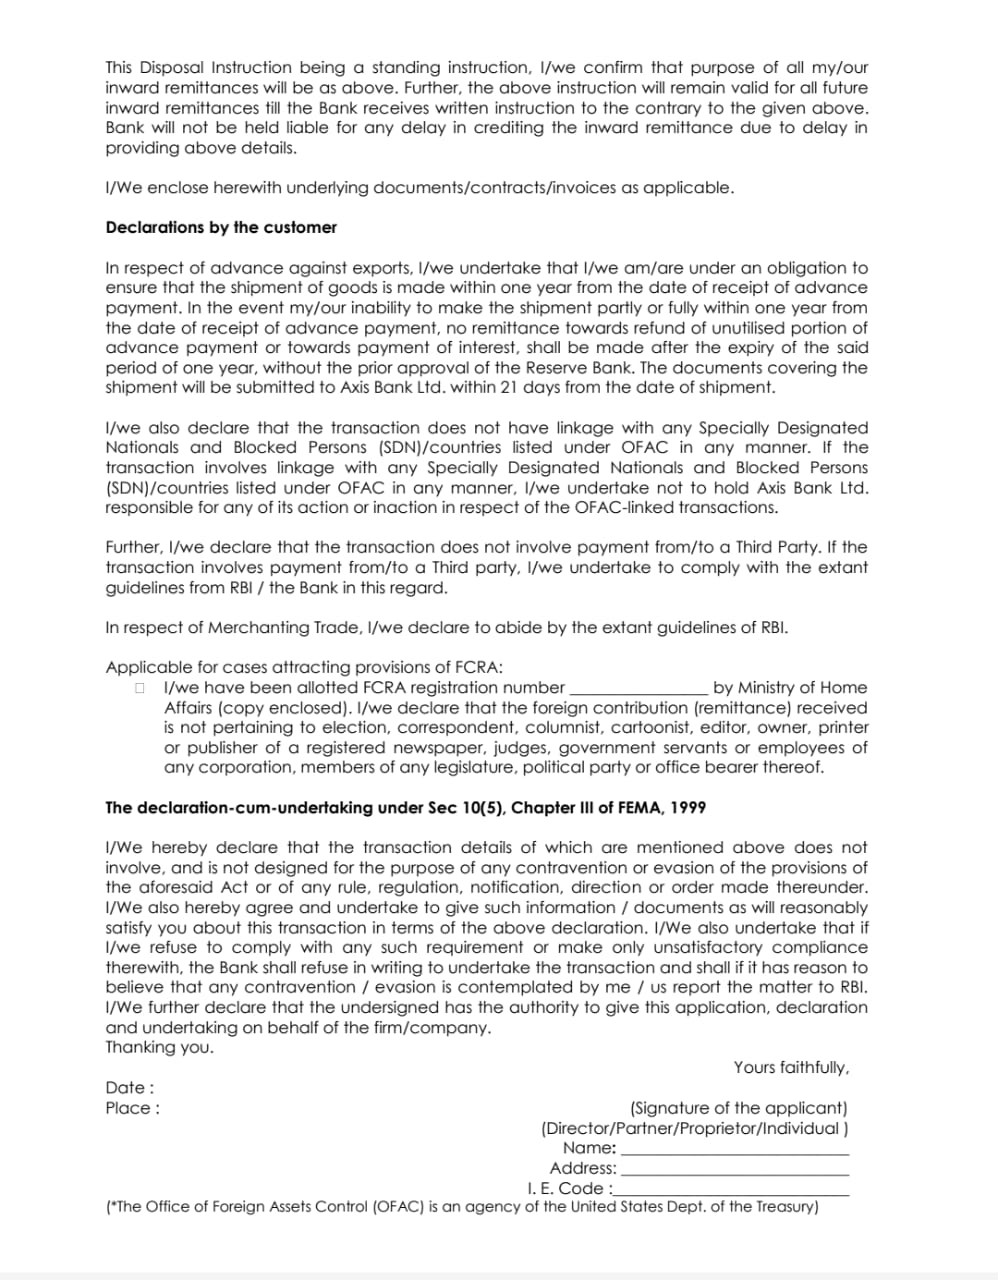 This Disposal Instruction being a standing instruction, I/we confirm that purpose of all my/our
inward remittances will be as above. Further, the above instruction will remain valid for all future
inward remittances till the Bank receives written instruction to the contrary to the given above.
Bank will not be held liable for any delay in crediting the inward remittance due to delay in
providing above details.
I/We enclose herewith underlying documents/contracts/invoices as applicable.
Declarations by the customer
In respect of advance against exports, I/we undertake that I/we am/are under an obligation to
ensure that the shipment of goods is made within one year from the date of receipt of advance
payment. In the event my/our inability to make the shipment partly or fully within one year from
the date of receipt of advance payment, no remittance towards refund of unutilised portion of
advance payment or towards payment of interest, shall be made after the expiry of the said
period of one year, without the prior approval of the Reserve Bank. The documents covering the
shipment will be submitted to Axis Bank Ltd. within 21 days from the date of shipment.
I/we also declare that the transaction does not have linkage with any Specially Designated
Nationals and Blocked Persons (SDN)/countries listed under OFAC in any manner. If the
transaction involves linkage with any Specially Designated Nationals and Blocked Persons
(SDN)/countries listed under OFAC in any manner, I/we undertake not to hold Axis Bank Ltd.
responsible for any of its action or inaction in respect of the OFAC-linked transactions.
Further, I/we declare that the transaction does not involve payment from/to a Third Party. If the
transaction involves payment from/to a Third party, I/we undertake to comply with the extant
guidelines from RBI / the Bank in this regard.
In respect of Merchanting Trade, I/we declare to abide by the extant guidelines of RBI.
Applicable for cases attracting provisions of FCRA:
□ I/we have been allotted FCRA registration number ________________ by Ministry of Home
Affairs (copy enclosed). I/we declare that the foreign contribution (remittance) received
is not pertaining to election, correspondent, columnist, cartoonist, editor, owner, printer
or publisher of a registered newspaper, judges, government servants or employees of
any corporation, members of any legislature, political party or office bearer thereof.
The declaration-cum-undertaking under Sec 10(5), Chapter III of FEMA, 1999
I/We hereby declare that the transaction details of which are mentioned above does not
involve, and is not designed for the purpose of any contravention or evasion of the provisions of
the aforesaid Act or of any rule, regulation, notification, direction or order made thereunder.
I/We also hereby agree and undertake to give such information / documents as will reasonably
satisfy you about this transaction in terms of the above declaration. I/We also undertake that if
I/we refuse to comply with any such requirement or make only unsatisfactory compliance
therewith, the Bank shall refuse in writing to undertake the transaction and shall if it has reason to
believe that any contravention / evasion is contemplated by me / us report the matter to RBI.
I/We further declare that the undersigned has the authority to give this application, declaration
and undertaking on behalf of the firm/company.
Thanking you.
Yours faithfully,
Date :
Place :
(Signature of the applicant)
(Director/Partner/Proprietor/Individual )
Name: __________________________
Address: __________________________
I. E. Code :___________________________
(*The Office of Foreign Assets Control (OFAC) is an agency of the United States Dept. of the Treasury)